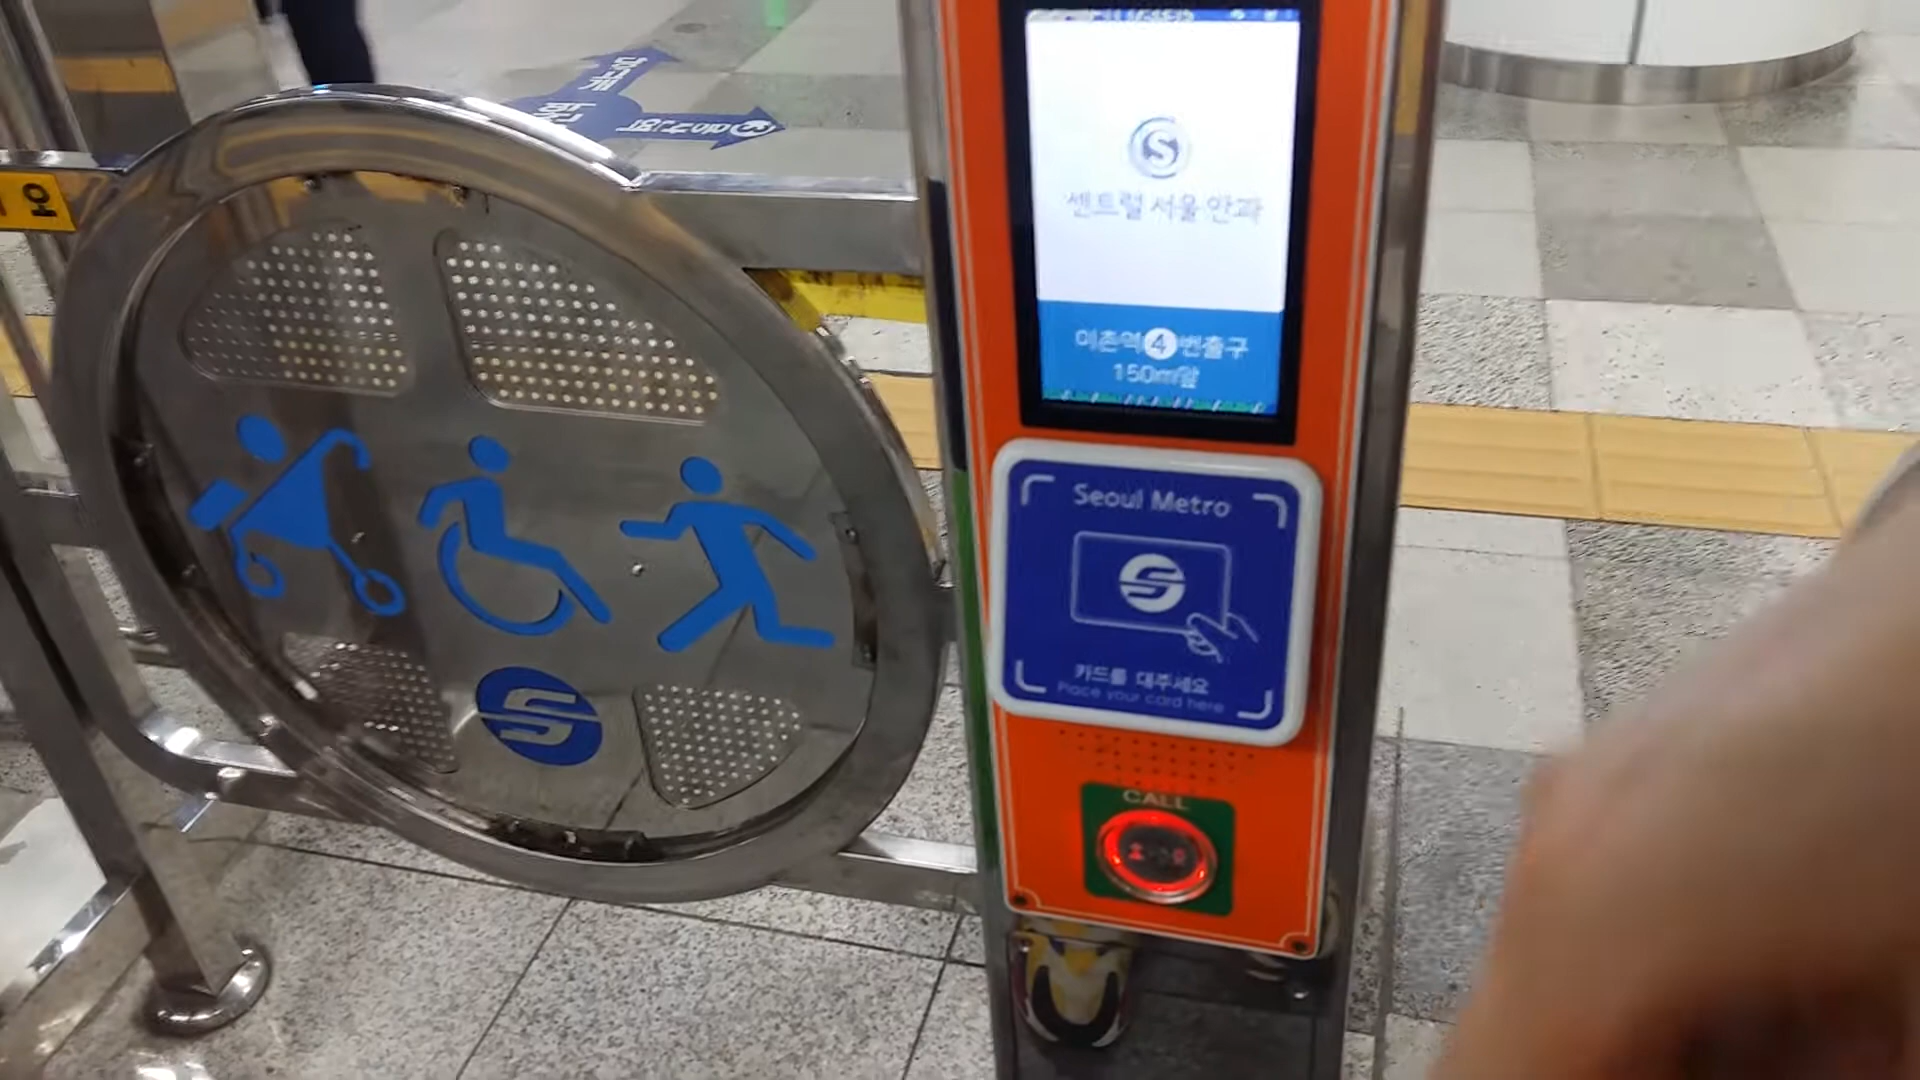 센트럴 서울 안과
이촌역 4 번출구
150m앞
Seoul Metro
카드를 대주세요
Place your card here
CALL